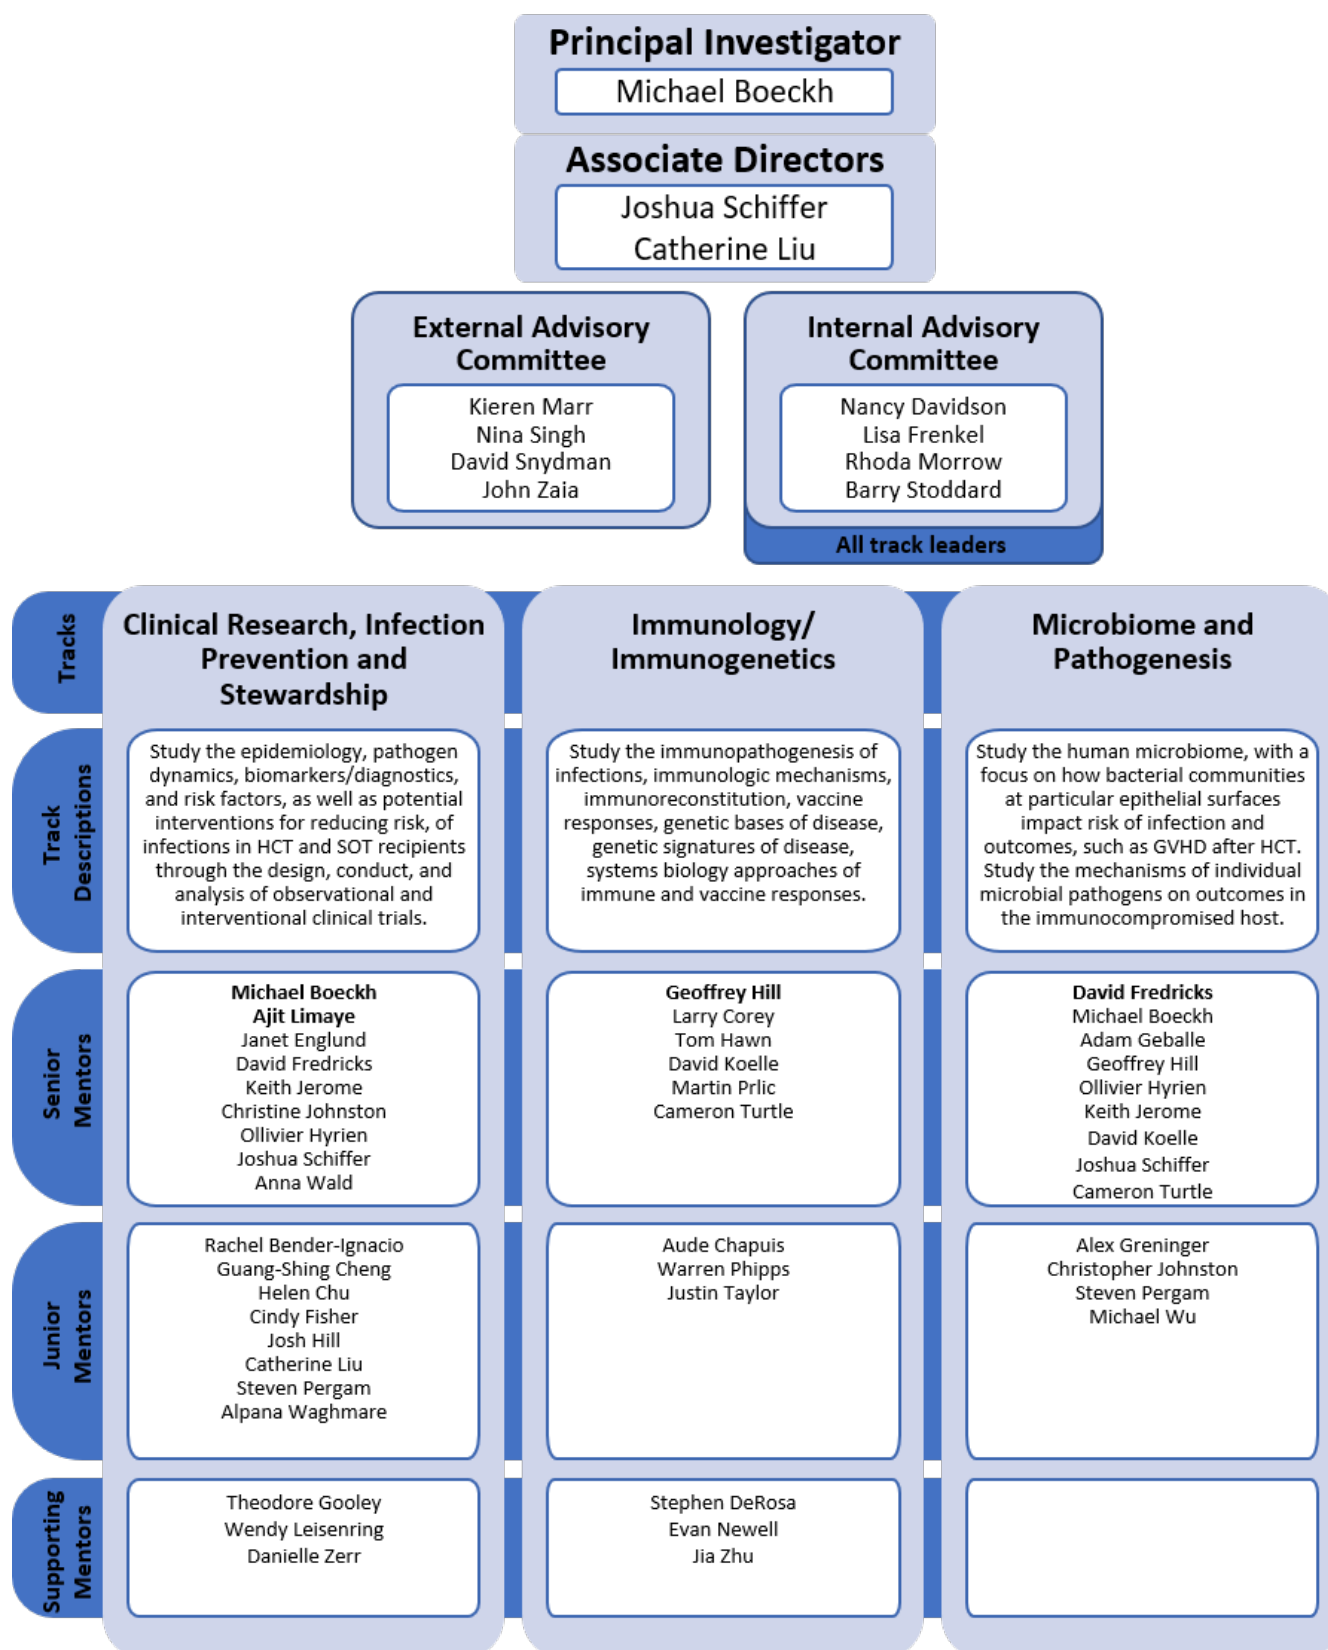 Principal Investigator
Michael Boeckh
Associate Directors
Joshua Schiffer
Catherine Liu
External Advisory
Committee
Kieren Marr
Nina Singh
David Snydman
John Zaia
Internal Advisory
Committee
Nancy Davidson
Lisa Frenkel
Rhoda Morrow
Barry Stoddard
All track leaders
Tracks
Clinical Research, Infection
Prevention and
Stewardship
Immunology/
Immunogenetics
Microbiome and
Pathogenesis
Track
Descriptions
Study the epidemiology, pathogen
dynamics, biomarkers/diagnostics,
and risk factors, as well as potential
interventions for reducing risk, of
infections in HCT and SOT recipients
through the design, conduct, and
analysis of observational and
interventional clinical trials.
Study the immunopathogenesis of
infections, immunologic mechanisms,
immunoreconstitution, vaccine
responses, genetic bases of disease,
genetic signatures of disease,
systems biology approaches of
immune and vaccine responses.
Study the human microbiome, with a
focus on how bacterial communities
at particular epithelial surfaces
impact risk of infection and
outcomes, such as GVHD after HCT.
Study the mechanisms of individual
microbial pathogens on outcomes in
the immunocompromised host.
Senior
Mentors
Michael Boeckh
Ajit Limaye
Janet Englund
David Fredricks
Keith Jerome
Christine Johnston
Ollivier Hyrien
Joshua Schiffer
Anna Wald
Geoffrey Hill
Larry Corey
Tom Hawn
David Koelle
Martin Prlic
Cameron Turtle
David Fredricks
Michael Boeckh
Adam Geballe
Geoffrey Hill
Ollivier Hyrien
Keith Jerome
David Koelle
Joshua Schiffer
Cameron Turtle
Junior
Mentors
Rachel Bender-Ignacio
Guang-Shing Cheng
Helen Chu
Cindy Fisher
Josh Hill
Catherine Liu
Steven Pergam
Alpana Waghmare
Aude Chapuis
Warren Phipps
Justin Taylor
Alex Greninger
Christopher Johnston
Steven Pergam
Michael Wu
Supporting
Mentors
Theodore Gooley
Wendy Leisenring
Danielle Zerr
Stephen DeRosa
Evan Newell
Jia Zhu